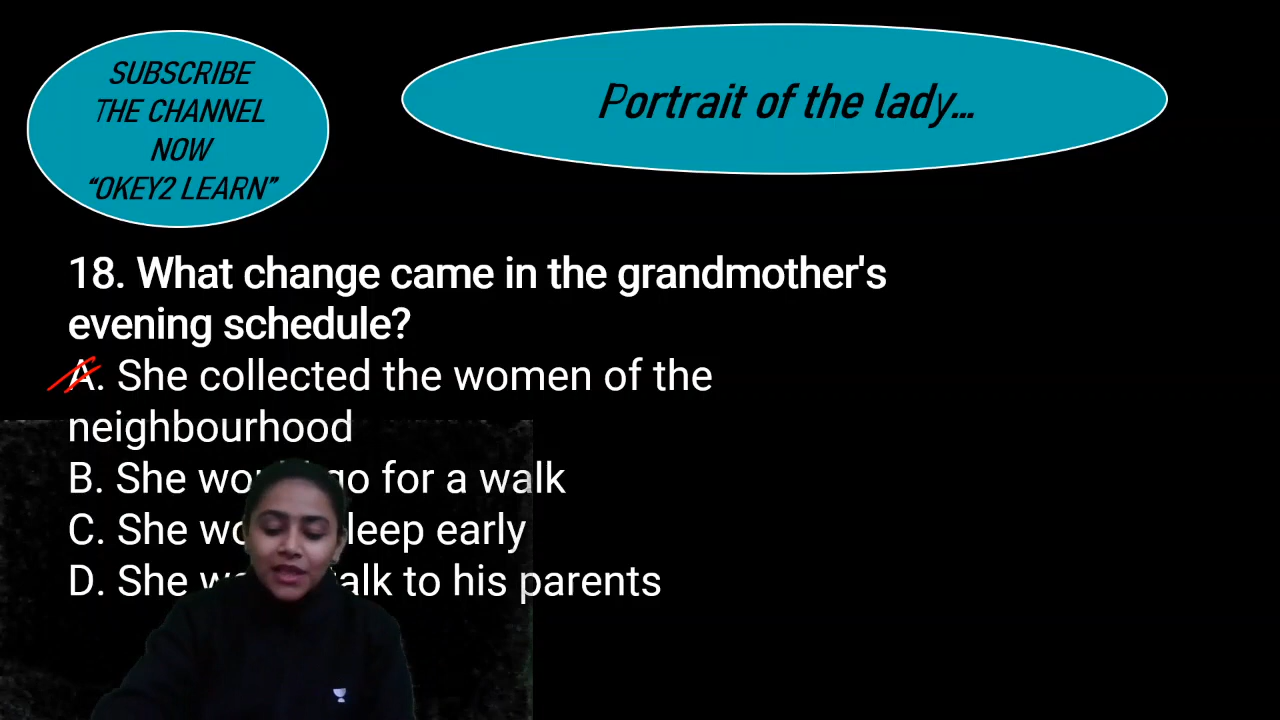 SUBSCRIBE
THE CHANNEL
NOW
“OKEY2 LEARN”
Portrait of the lady...
18. What change came in the grandmother's
evening schedule?
A. She collected the women of the
neighbourhood
B. She go for a walk
C. She early
D. She to his parents